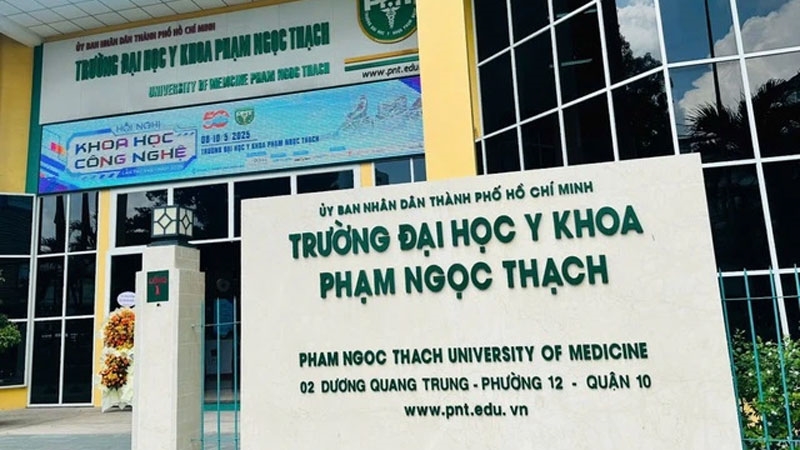 ỦY BAN NHÂN DÂN THÀNH PHỐ HỒ CHÍ MINH
TRƯỜNG ĐẠI HỌC Y KHOA PHẠM NGỌC THẠCH
UNIVERSITY OF MEDICINE PHAM NGOC THACH
www.pnt.edu.vn
HỘI NGHỊ
KHOA HỌC
CÔNG NGHỆ
50
08-10/5/2025
TRƯỜNG ĐẠI HỌC Y KHOA PHẠM NGỌC THẠCH
ỦY BAN NHÂN DÂN THÀNH PHỐ HỒ CHÍ MINH
TRƯỜNG ĐẠI HỌC Y KHOA
PHẠM NGỌC THẠCH
PHAM NGOC THACH UNIVERSITY OF MEDICINE
02 DƯƠNG QUANG TRUNG - PHƯỜNG 12 - QUẬN 10
www.pnt.edu. vn